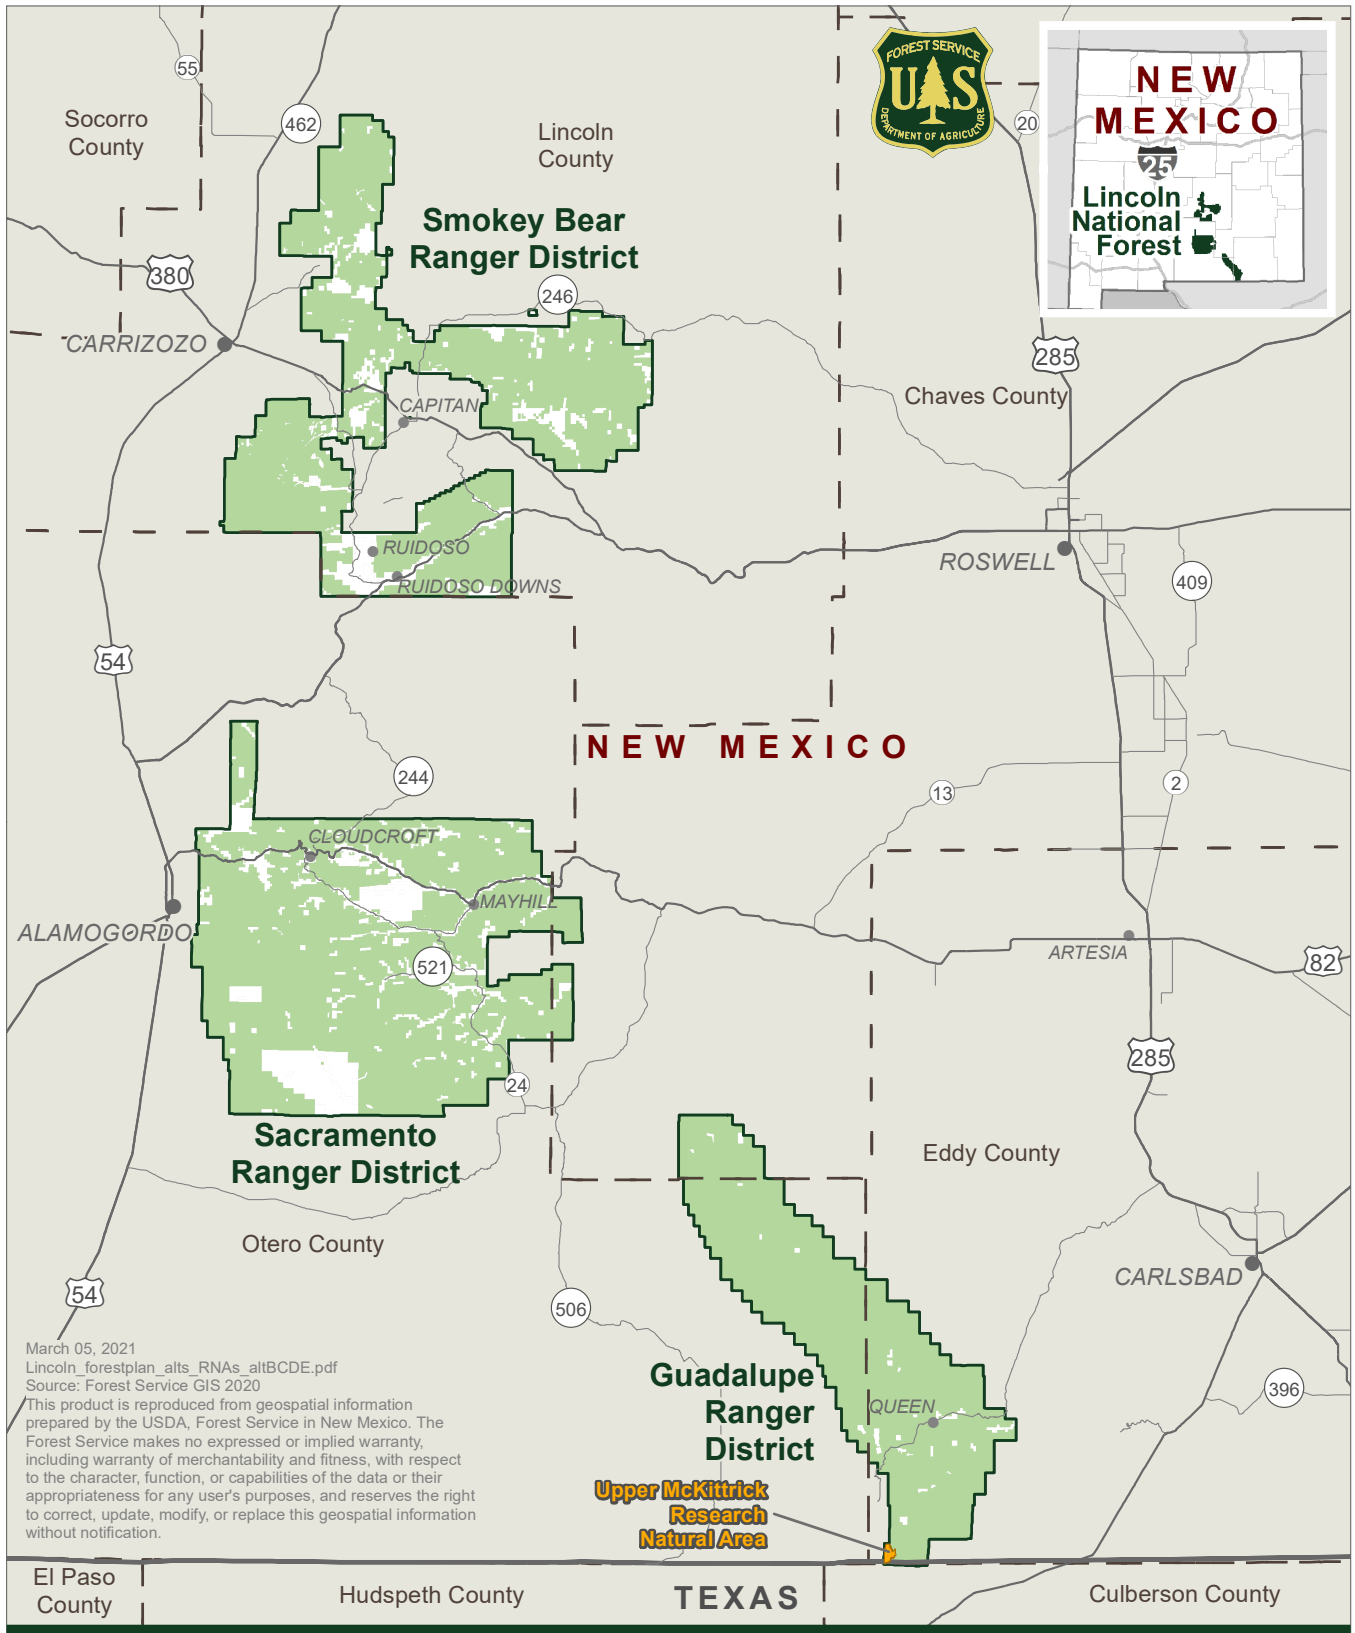 55
Socorro
County
462
Lincoln
County
FOREST SERVICE
U S
DEPARTMENT OF AGRICULTURE
20
NEW
MEXICO
25
Lincoln
National
Forest
Smokey Bear
Ranger District
380
246
CARRIZOZO
285
CAPITAN
Chaves County
RUIDOSO
ROSWELL
RUIDOSO DOWNS
409
54
NEW MEXICO
244
13
2
CLOUDCROFT
MAYHILL
ALAMOGORDO
521
ARTESIA
82
285
24
Sacramento
Ranger District
Eddy County
Otero County
CARLSBAD
54
506
March 05, 2021
Lincoln_forestplan_alts_RNAs_altBCDE.pdf
Source: Forest Service GIS 2020
This product is reproduced from geospatial information
prepared by the USDA, Forest Service in New Mexico. The
Forest Service makes no expressed or implied warranty,
including warranty of merchantability and fitness, with respect
to the character, function, or capabilities of the data or their
appropriateness for any user's purposes, and reserves the right
to correct, update, modify, or replace this geospatial information
without notification.
Guadalupe
Ranger
District
QUEEN
396
Upper McKittrick
Research
Natural Area
El Paso
County
Hudspeth County
TEXAS
Culberson County